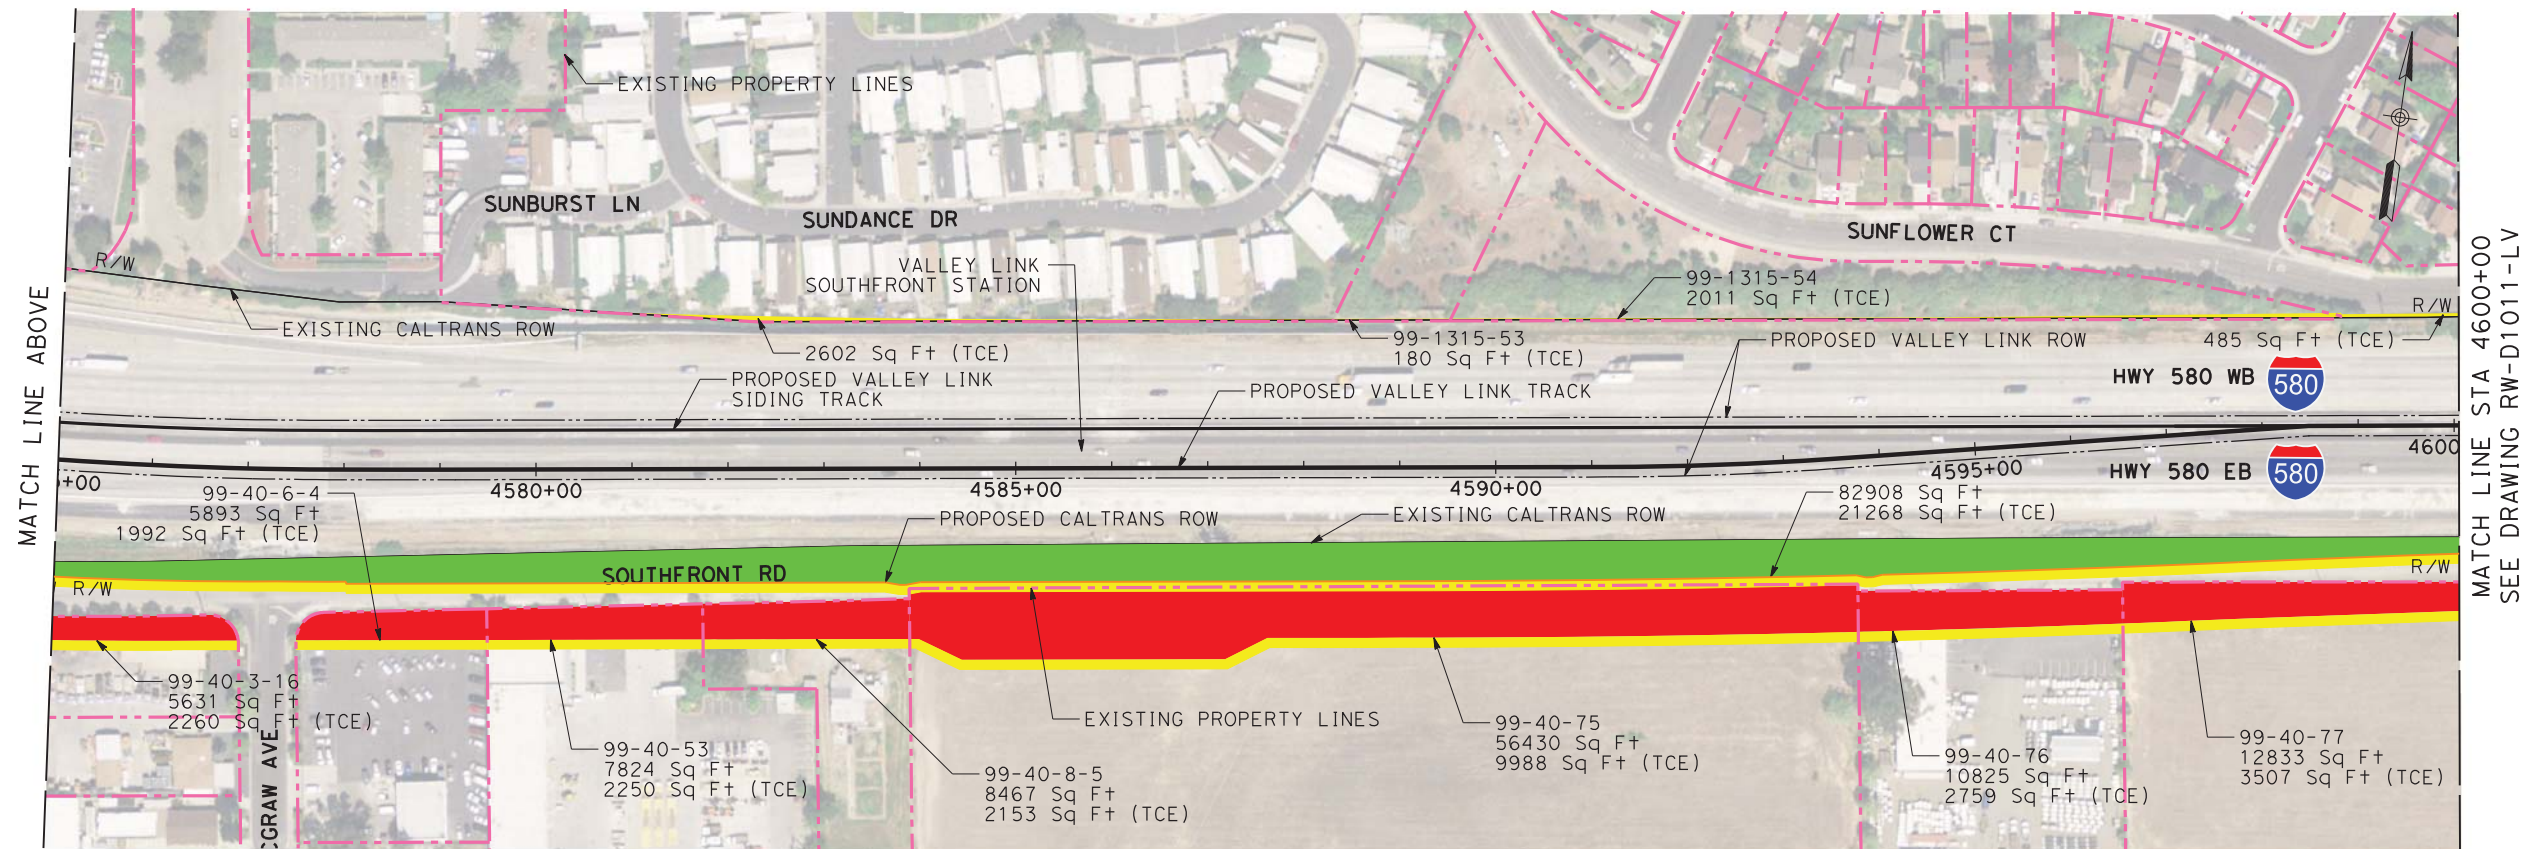 EXISTING PROPERTY LINES
SUNBURST LN
SUNDANCE DR
SUNFLOWER CT
R/W
VALLEY LINK
SOUTHFRONT STATION
99-1315-54
2011 Sq Ft (TCE)
EXISTING CALTRANS ROW
R/W
2602 Sq Ft (TCE)
99-1315-53
180 Sq Ft (TCE)
PROPOSED VALLEY LINK ROW
485 Sq Ft (TCE)
PROPOSED VALLEY LINK
SIDING TRACK
PROPOSED VALLEY LINK TRACK
HWY 580 WB
580
MATCH LINE ABOVE
MATCH LINE STA 4600+00
SEE DRAWING RW-D1011-LV
4600
+00
4580+00
4585+00
4590+00
4595+00
HWY 580 EB
580
99-40-6-4
5893 Sq Ft
1992 Sq Ft (TCE)
PROPOSED CALTRANS ROW
EXISTING CALTRANS ROW
82908 Sq Ft
21268 Sq Ft (TCE)
SOUTHFRONT RD
R/W
R/W
99-40-3-16
5631 Sq Ft
2260 Sq Ft (TCE)
CGRAW AVE
99-40-53
7824 Sq Ft
2250 Sq Ft (TCE)
EXISTING PROPERTY LINES
99-40-8-5
8467 Sq Ft
2153 Sq Ft (TCE)
99-40-75
56430 Sq Ft
9988 Sq Ft (TCE)
99-40-76
10825 Sq Ft
2759 Sq Ft (TCE)
99-40-77
12833 Sq Ft
3507 Sq Ft (TCE)